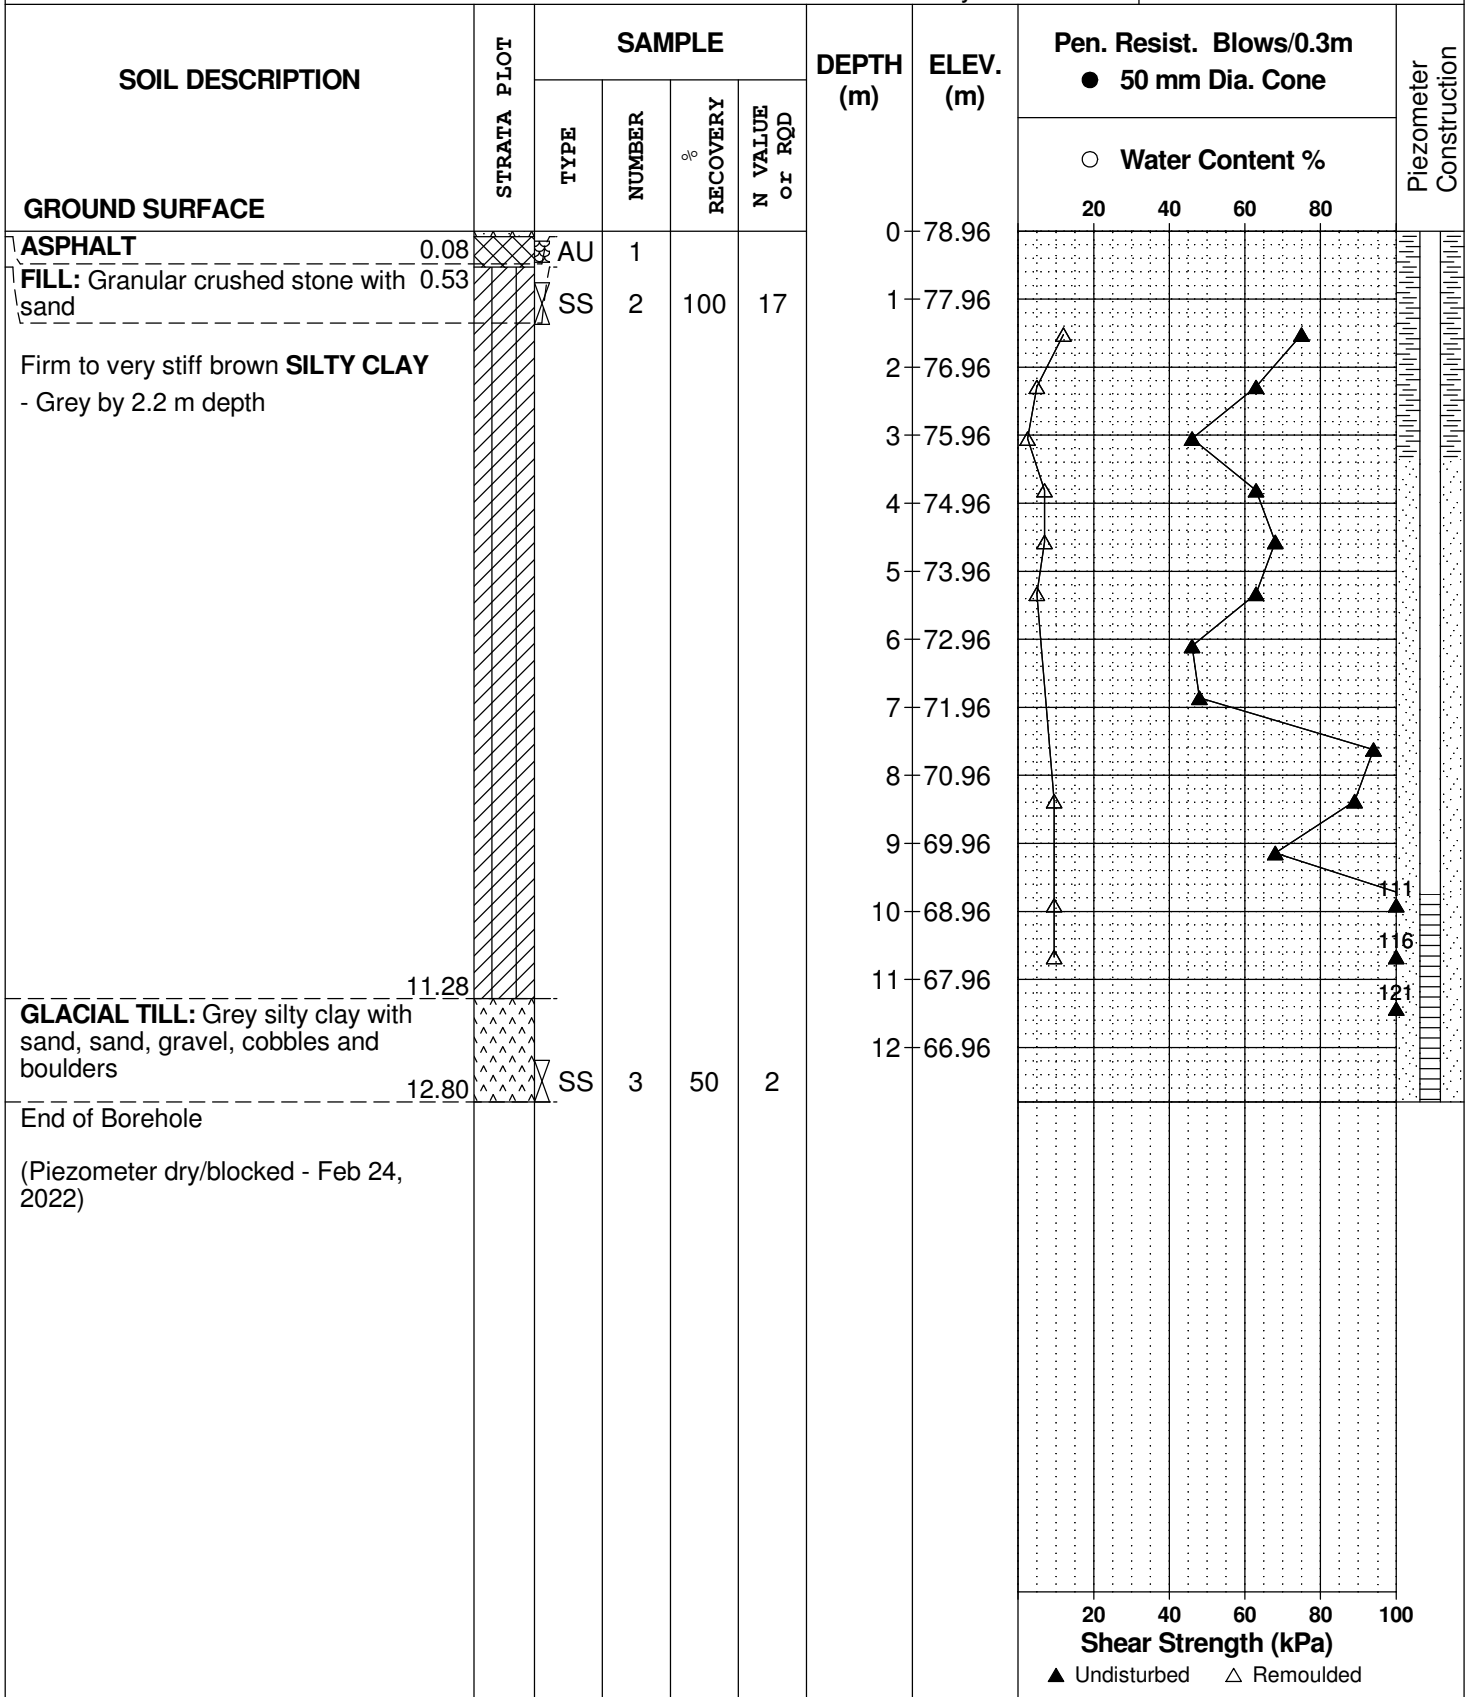 SOIL DESCRIPTION
GROUND SURFACE
STRATA PLOT
SAMPLE
TYPE
NUMBER
%
RECOVERY
N VALUE
or RQD
DEPTH
(m)
ELEV.
(m)
Pen. Resist. Blows/0.3m
● 50 mm Dia. Cone
○ Water Content %
20 40 60 80
Piezometer
Construction
ASPHALT 0.08
AU 1
0 78.96
FILL: Granular crushed stone with 0.53
sand
SS 2 100 17
1 77.96
Firm to very stiff brown SILTY CLAY
2 76.96
- Grey by 2.2 m depth
3 75.96
4 74.96
5 73.96
6 72.96
7 71.96
8 70.96
9 69.96
111
10 68.96
116
11 67.96
11.28
121
GLACIAL TILL: Grey silty clay with
sand, sand, gravel, cobbles and
boulders
12 66.96
12.80
SS 3 50 2
End of Borehole
(Piezometer dry/blocked - Feb 24,
2022)
20 40 60 80 100
Shear Strength (kPa)
▲ Undisturbed △ Remoulded